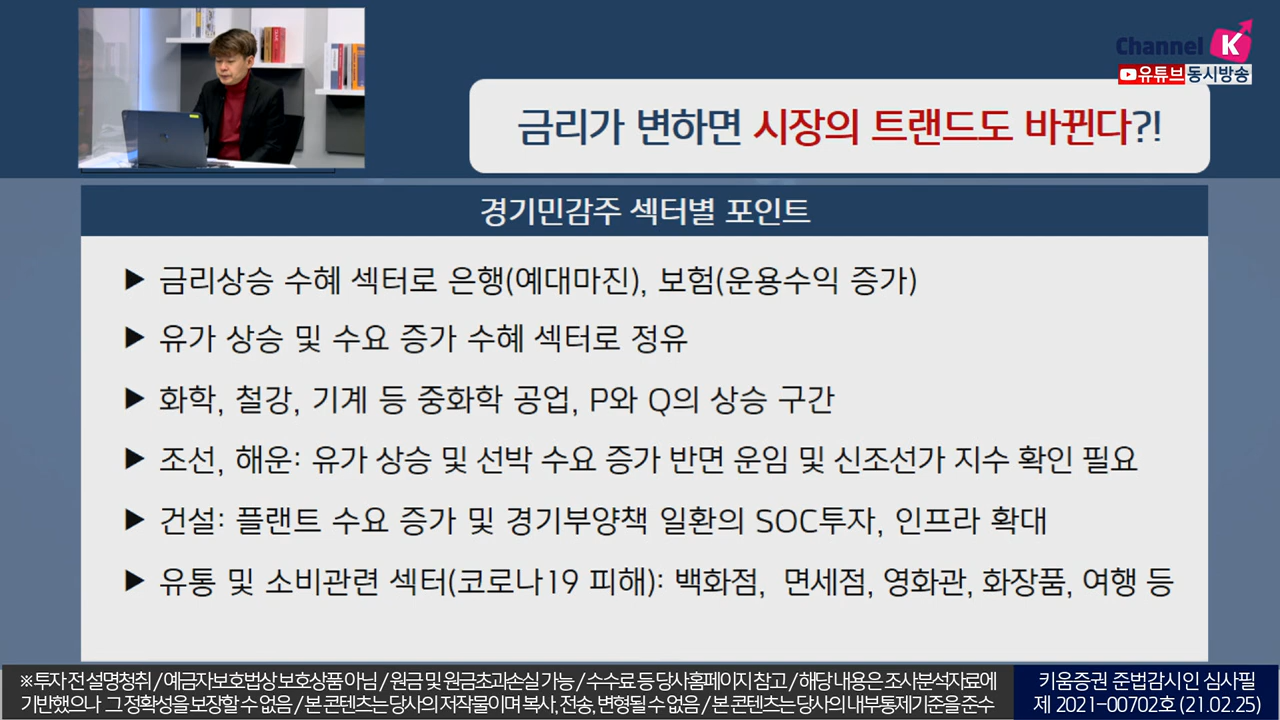 Channel K
유튜브 동시방송
금리가 변하면 시장의 트랜드도 바뀐다?!
경기민감주 섹터별 포인트
▶ 금리상승 수혜 섹터로 은행(예대마진), 보험(운용수익 증가)
▶ 유가 상승 및 수요 증가 수혜 섹터로 정유
▶ 화학, 철강, 기계 등 중화학 공업, P와 Q의 상승 구간
▶ 조선, 해운: 유가 상승 및 선박 수요 증가 반면 운임 및 신조선가 지수 확인 필요
▶ 건설: 플랜트 수요 증가 및 경기부양책 일환의 SOC투자, 인프라 확대
▶ 유통 및 소비관련 섹터(코로나19 피해): 백화점, 면세점, 영화관, 화장품, 여행 등
※ 투자 전 설명청취 / 예금자보호법상 보호상품 아님 / 원금 및 원금초과손실 가능 / 수수료 등 당사홈페이지 참고 / 해당 내용은 조사분석자료에
기반했으나 그 정확성을 보장할 수 없음 / 본 콘텐츠는 당사의 저작물이며 복사, 전송, 변형될 수 없음 / 본 콘텐츠는 당사의 내부통제기준을 준수
키움증권 준법감시인 심사필
제 2021-00702호 (21.02.25)